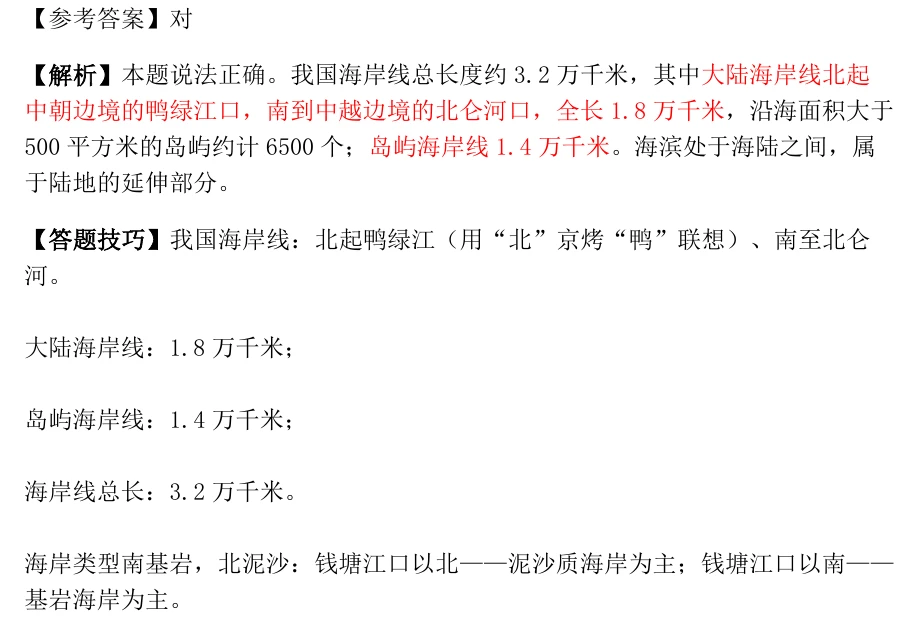 【参考答案】对
【解析】本题说法正确。我国海岸线总长度约 3.2 万千米，其中大陆海岸线北起
中朝边境的鸭绿江口，南到中越边境的北仑河口，全长 1.8 万千米，沿海面积大于
500 平方米的岛屿约计 6500 个；岛屿海岸线 1.4 万千米。海滨处于海陆之间，属
于陆地的延伸部分。
【答题技巧】我国海岸线：北起鸭绿江（用“北”京烤“鸭”联想）、南至北仑
河。
大陆海岸线：1.8 万千米；
岛屿海岸线：1.4 万千米；
海岸线总长：3.2 万千米。
海岸类型南基岩，北泥沙：钱塘江口以北——泥沙质海岸为主；钱塘江口以南——
基岩海岸为主。